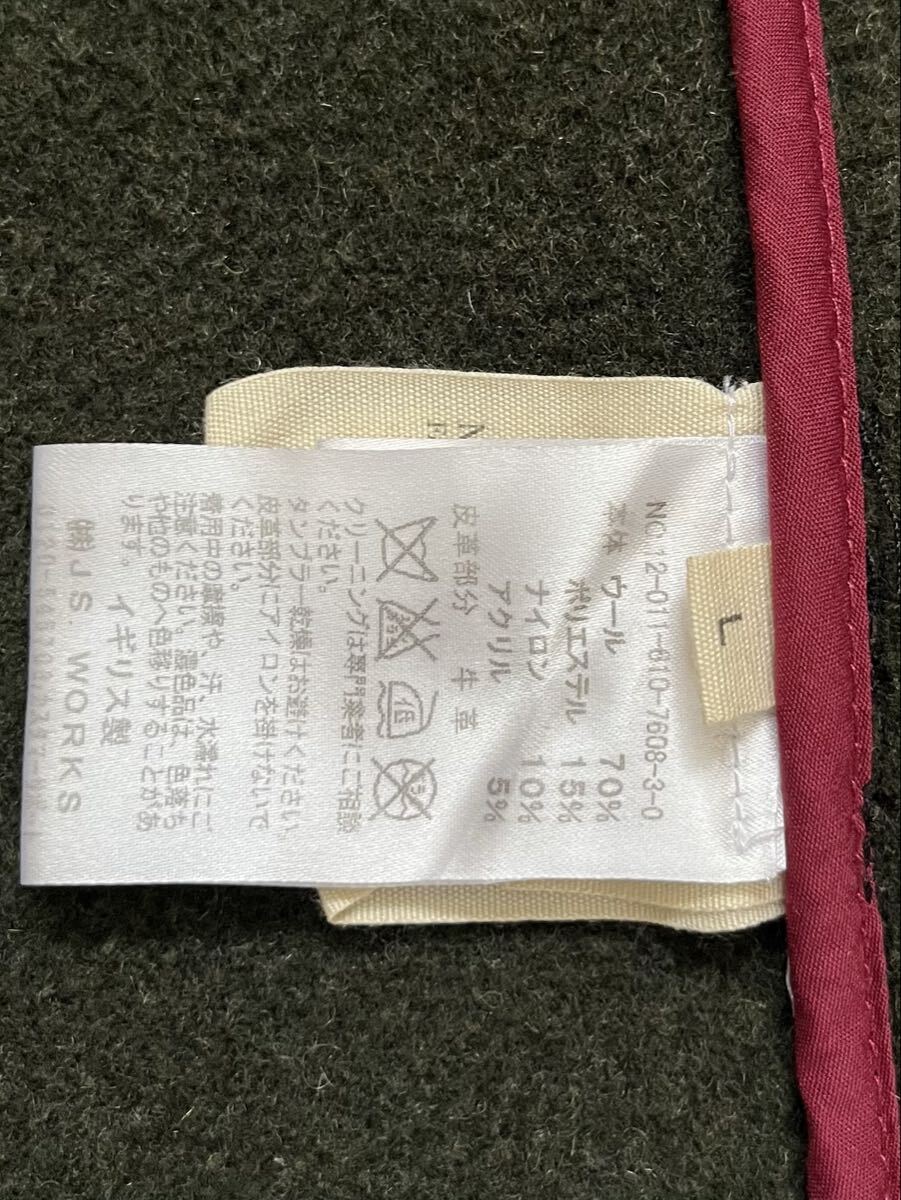 NO.12-011-610-7608-3-0
本体 ウール 70%
ポリエステル 15%
ナイロン 10%
アクリル 5%
皮革部分 牛革
低
クリーニングは専門業者にご相談
ください。
タンブラー乾燥はお避けください
皮革部分にアイロンを掛けないで
ください。
着用中の摩擦や、汗、水濡れにご
注意ください。濃色品は、色落ち
や他のものへ色移りすることがあ
ります。
イギリス製
㈱J.S. WORKS
L